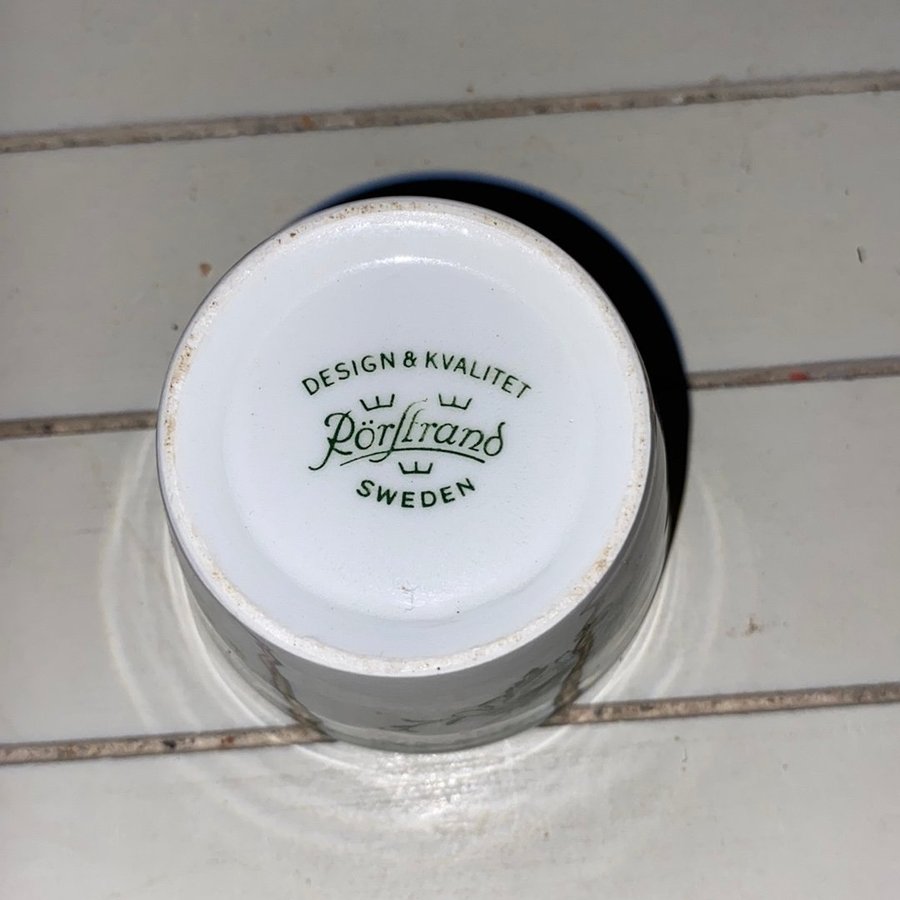 DESIGN & KVALITET
Rörstrand
SWEDEN